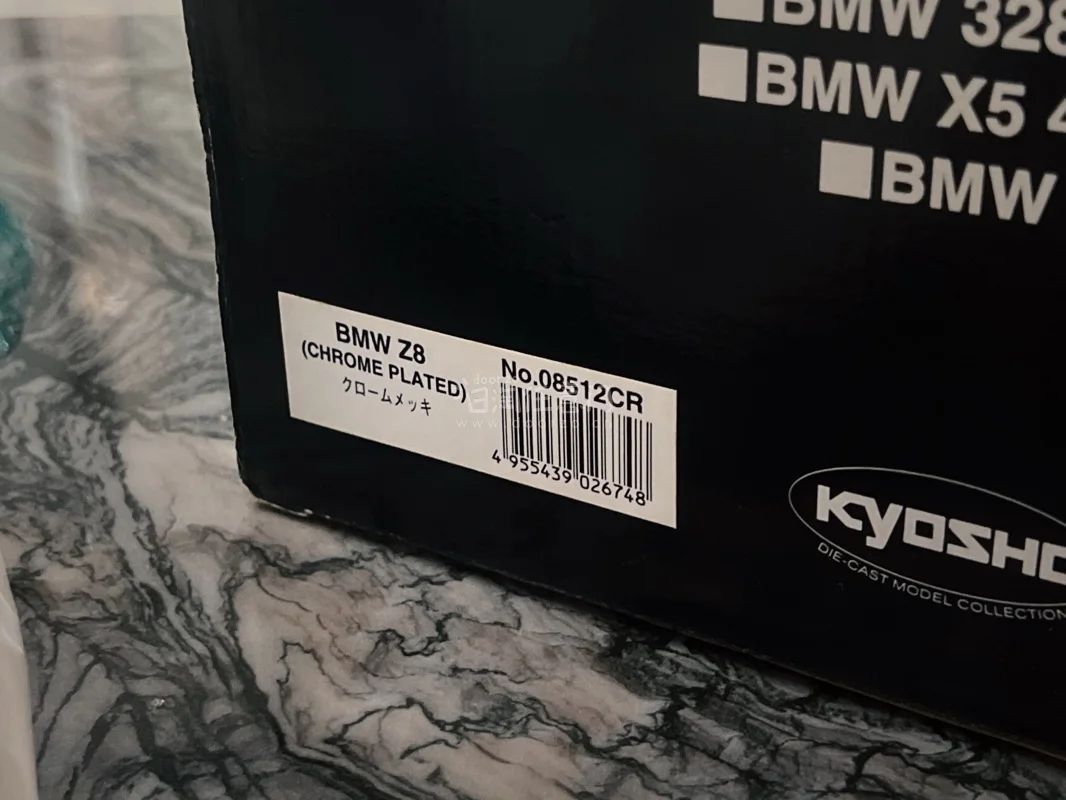 BMW 328
BMW X5 4
BMW
BMW Z8
(CHROME PLATED)
クロームメッキ
No.08512CR
4 955439 026748
KYOSHO
DIE-CAST MODEL COLLECTION